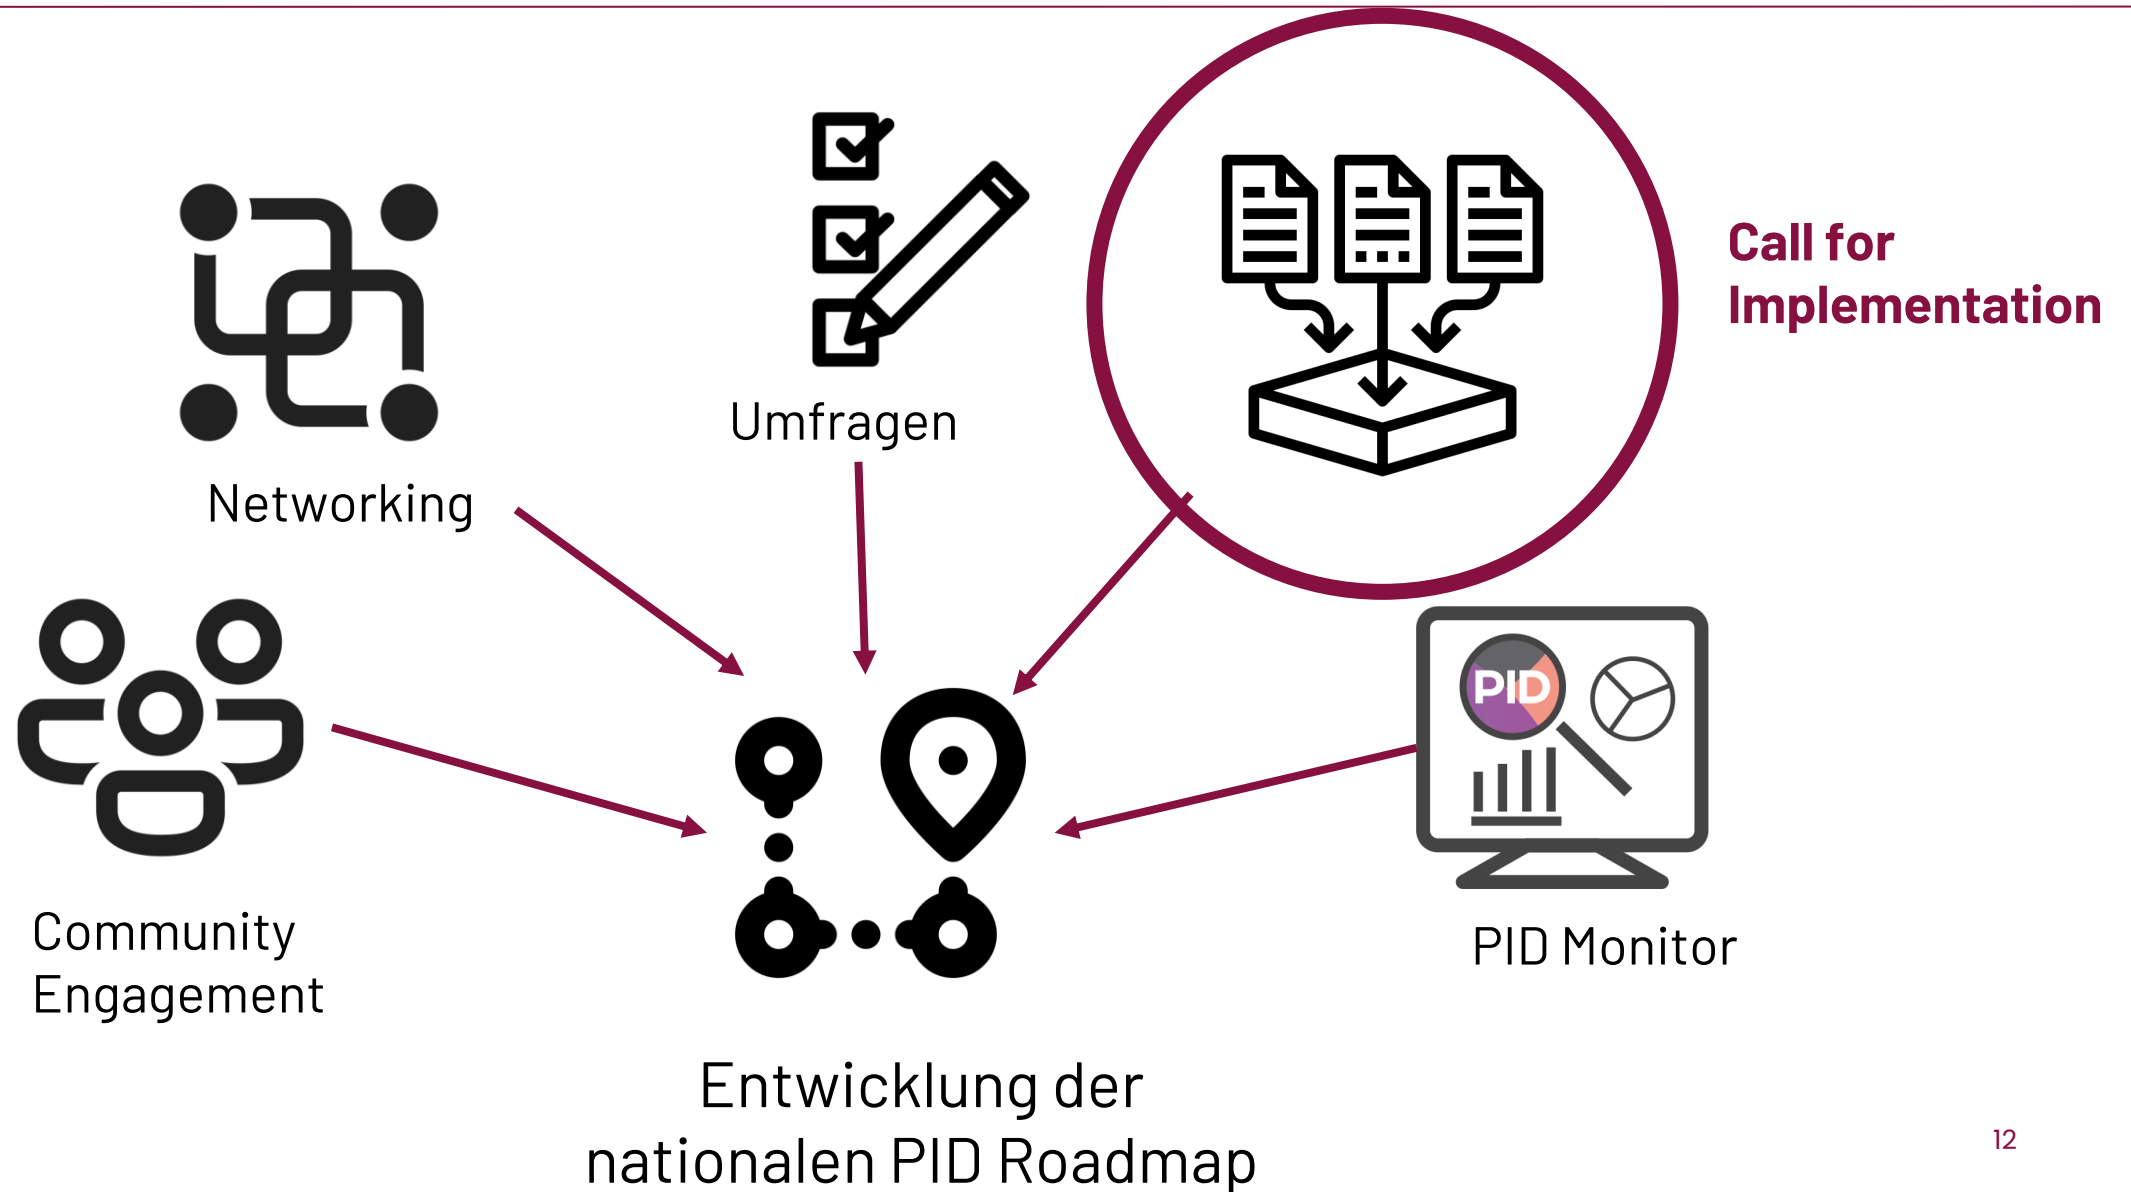 Umfragen
Call for
Implementation
Networking
PID
Community
Engagement
PID Monitor
Entwicklung der
nationalen PID Roadmap
12